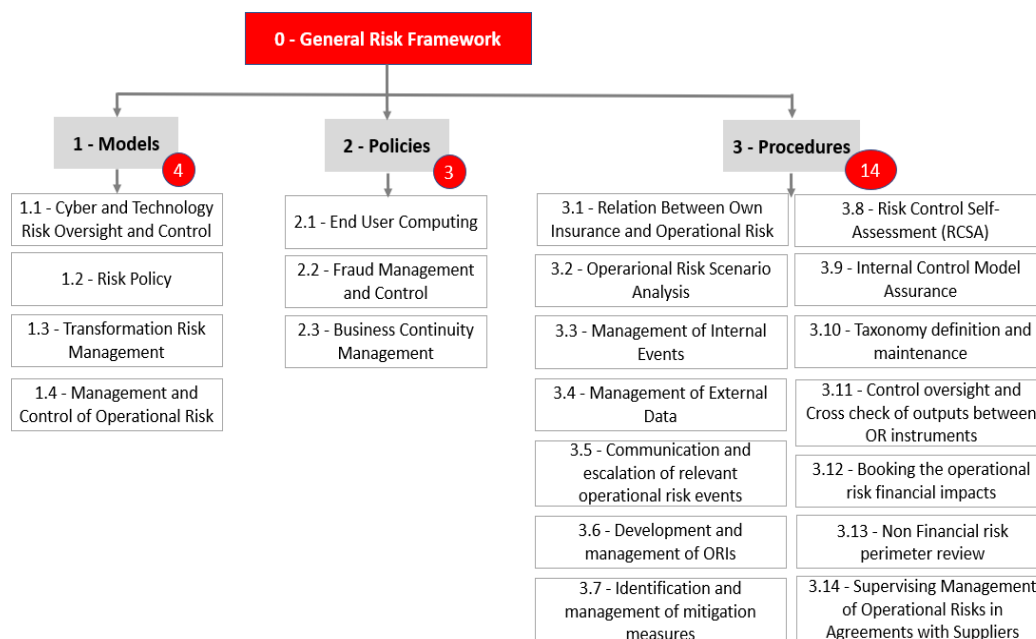 0 - General Risk Framework
1 - Models
4
2 - Policies
3
3 - Procedures
14
1.1 - Cyber and Technology
Risk Oversight and Control
1.2 - Risk Policy
1.3 - Transformation Risk
Management
1.4 - Management and
Control of Operational Risk
2.1 - End User Computing
2.2 - Fraud Management
and Control
2.3 - Business Continuity
Management
3.1 - Relation Between Own
Insurance and Operational Risk
3.2 - Operarional Risk Scenario
Analysis
3.3 - Management of Internal
Events
3.4 - Management of External
Data
3.5 - Communication and
escalation of relevant
operational risk events
3.6 - Development and
management of ORIs
3.7 - Identification and
management of mitigation
measures
3.8 - Risk Control Self-
Assessment (RCSA)
3.9 - Internal Control Model
Assurance
3.10 - Taxonomy definition and
maintenance
3.11 - Control oversight and
Cross check of outputs between
OR instruments
3.12 - Booking the operational
risk financial impacts
3.13 - Non Financial risk
perimeter review
3.14 - Supervising Management
of Operational Risks in
Agreements with Suppliers